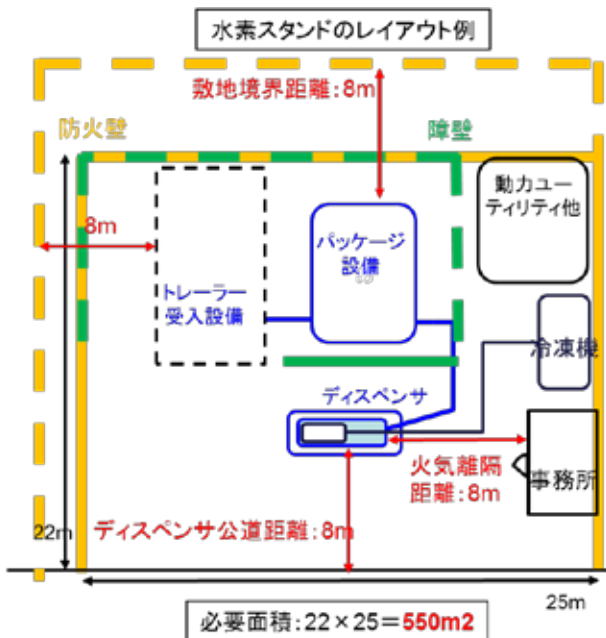 水素スタンドのレイアウト例
敷地境界距離:8m
防火壁
障壁
動力ユー
ティリティ他
8m
パッケージ
設備
トレーラー
受入設備
冷凍機
ディスペンサ
火気離隔
距離:8m
事務所
22m
ディスペンサ公道距離:8m
25m
必要面積:22×25=550m2